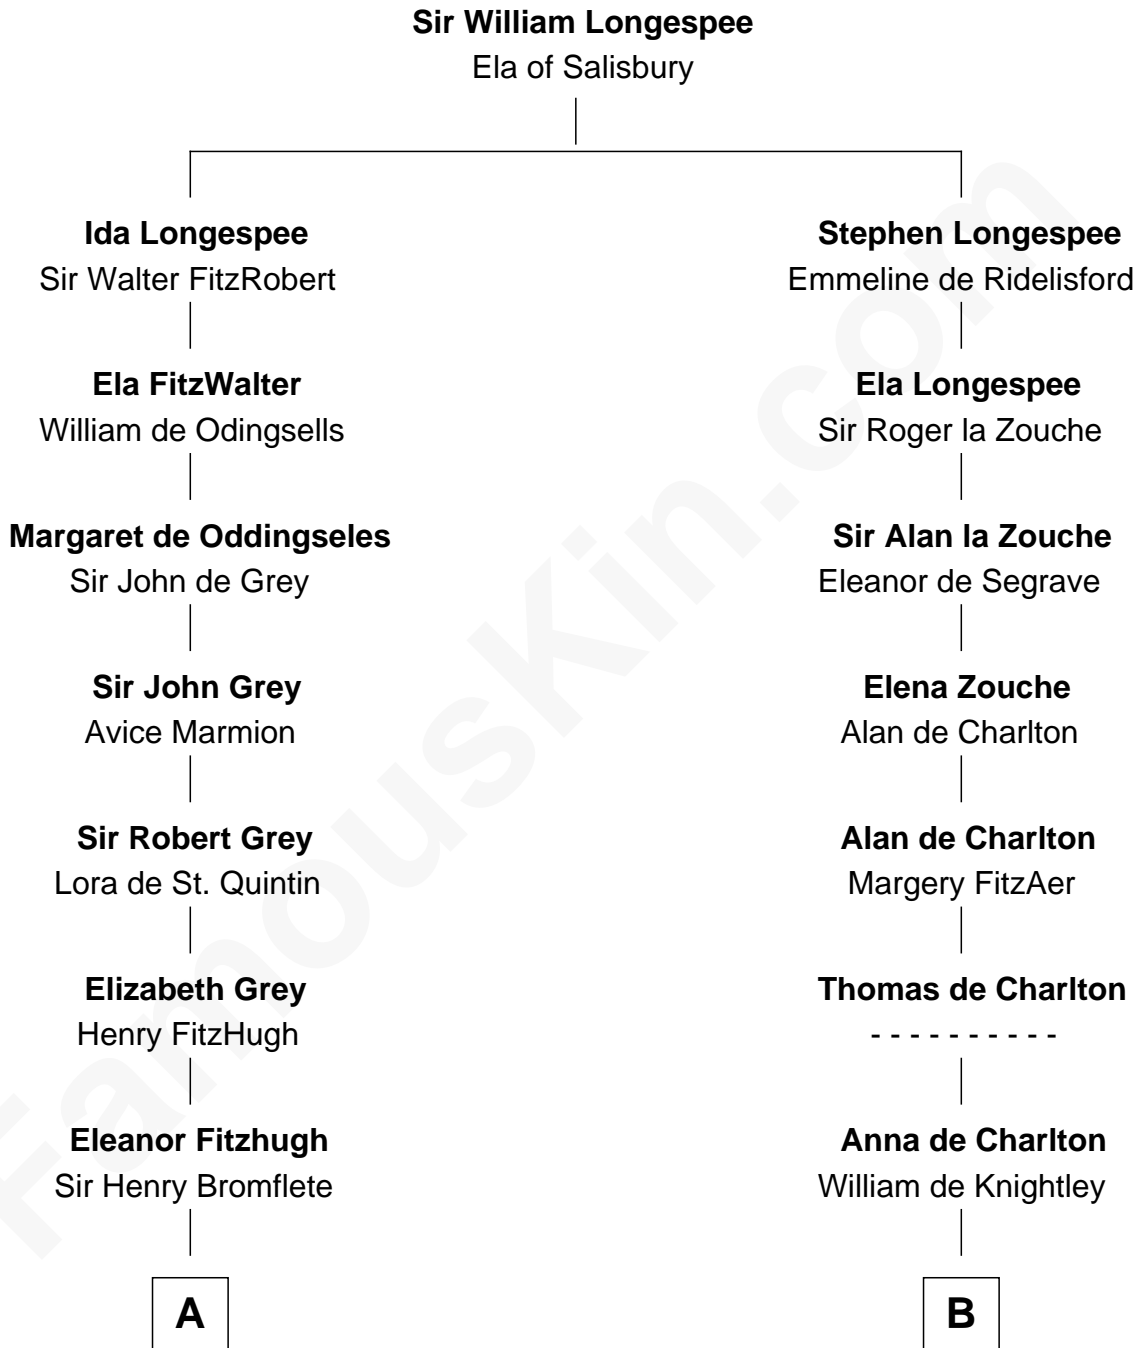 Sir William Longespee
Ela of Salisbury
Ida Longespee
Sir Walter FitzRobert
Stephen Longespee
Emmeline de Ridelisford
Ela FitzWalter
William de Odingsells
Ela Longespee
Sir Roger la Zouche
Margaret de Oddingseles
Sir John de Grey
Sir Alan la Zouche
Eleanor de Segrave
Sir John Grey
Avice Marmion
Elena Zouche
Alan de Charlton
Sir Robert Grey
Lora de St. Quintin
Alan de Charlton
Margery FitzAer
Elizabeth Grey
Henry FitzHugh
Thomas de Charlton
- - - - - - - - - -
Eleanor Fitzhugh
Sir Henry Bromflete
Anna de Charlton
William de Knightley
A
B
FamousKin.com